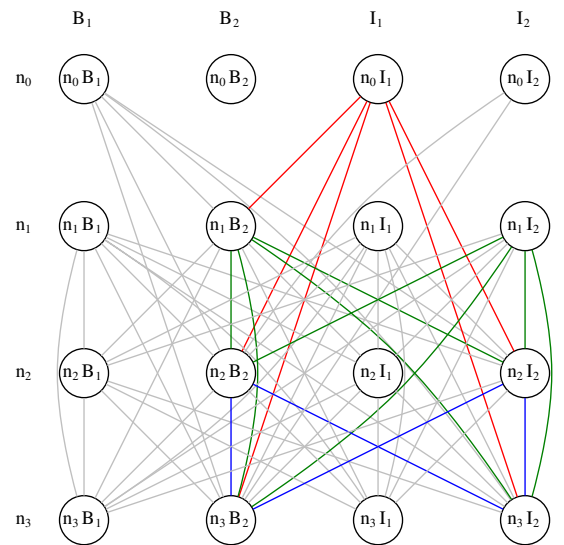 B₁ B₂ I₁ I₂
n₀ n₀ B₁ n₀ B₂ n₀ I₁ n₀ I₂
n₁ n₁ B₁ n₁ B₂ n₁ I₁ n₁ I₂
n₂ n₂ B₁ n₂ B₂ n₂ I₁ n₂ I₂
n₃ n₃ B₁ n₃ B₂ n₃ I₁ n₃ I₂